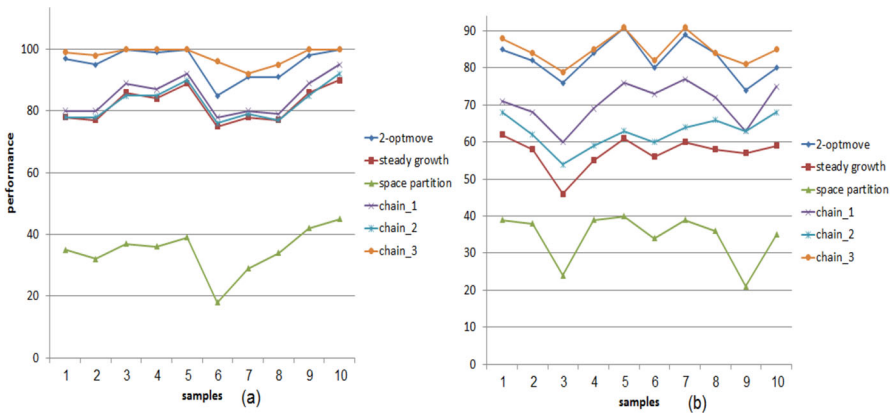 100
80
60
40
20
0
performance
1 2 3 4 5 6 7 8 9 10
samples
(a)
2-optmove
steady growth
space partition
chain_1
chain_2
chain_3
90
80
70
60
50
40
30
20
10
0
1 2 3 4 5 6 7 8 9 10
samples
(b)
2-optmove
steady growth
space partition
chain_1
chain_2
chain_3